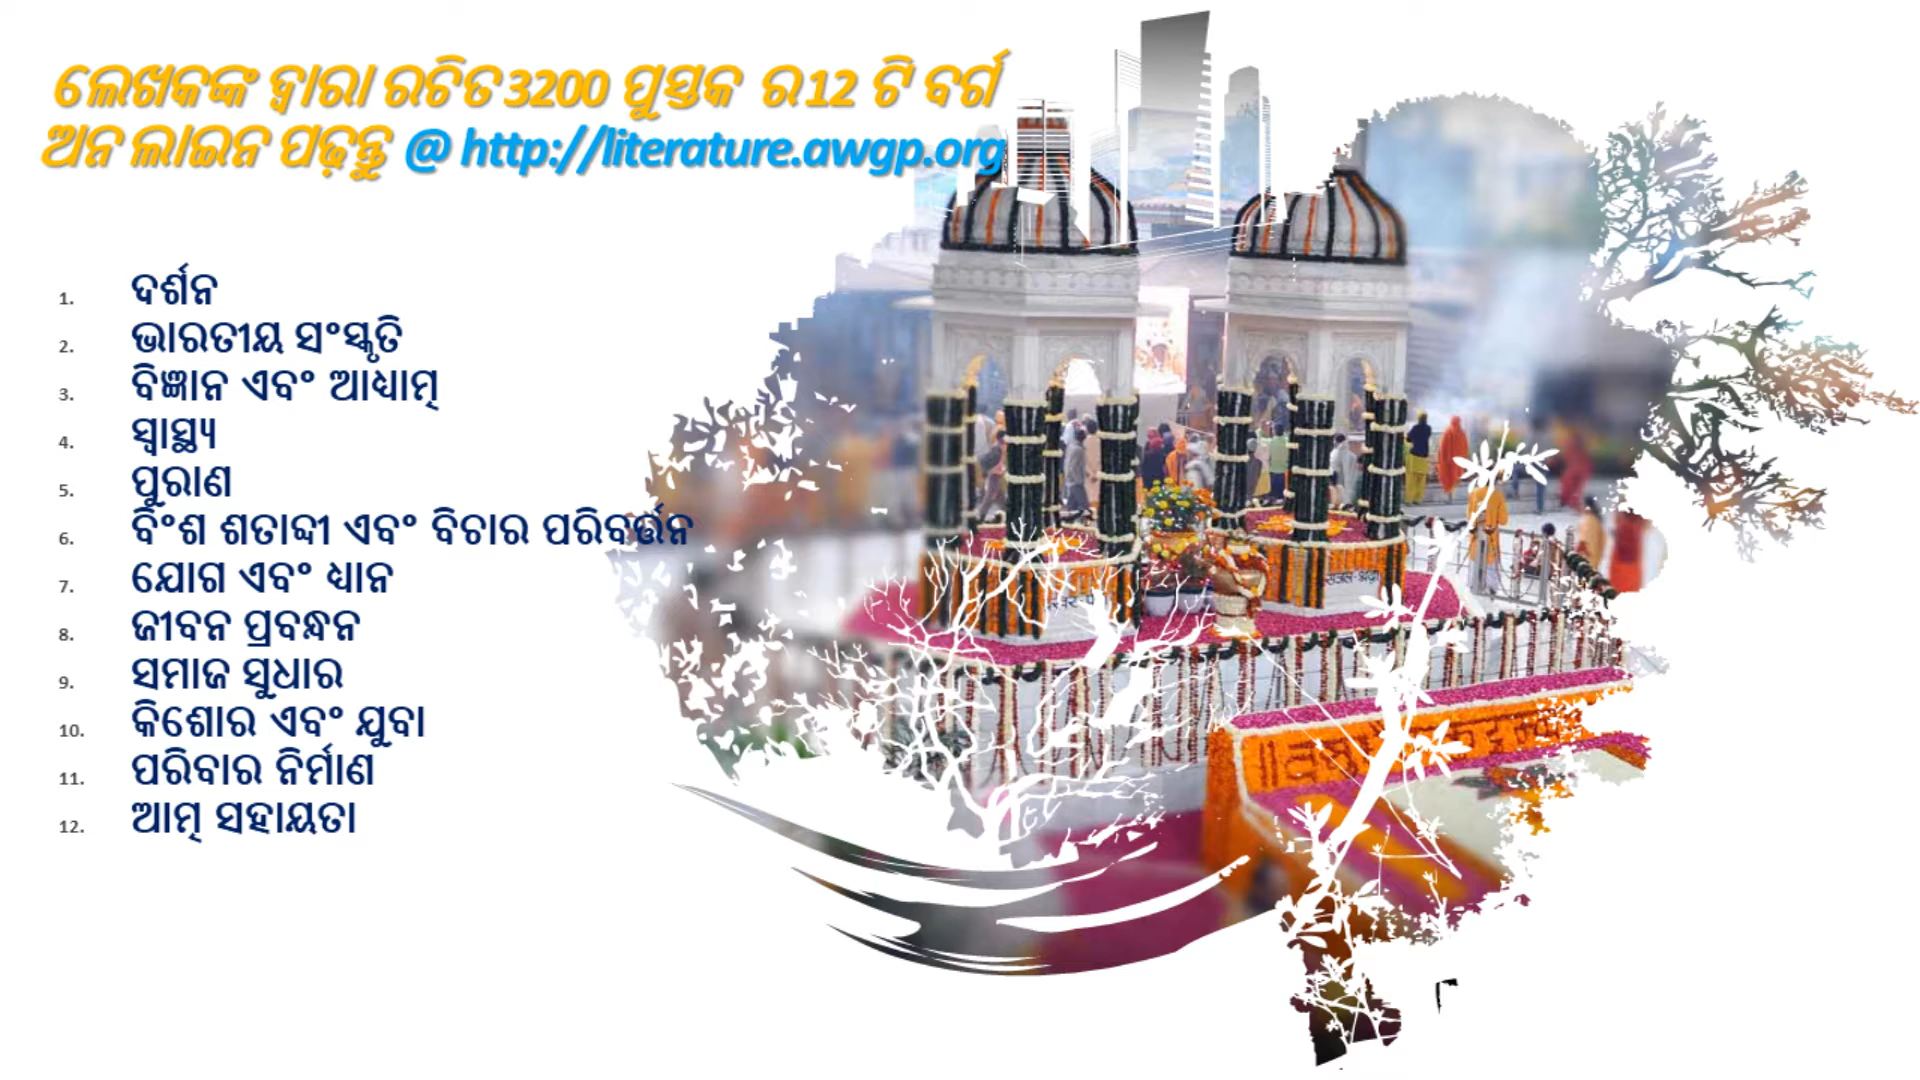 ଲେଖକଙ୍କ ଦ୍ଵାରା ରଚିତ 3200 ପୁସ୍ତକ ର 12 ଟି ବର୍ଗ
ଅନ ଲାଇନ ପଢ଼ନ୍ତୁ @ http://literature.awgp.org
1. ଦର୍ଶନ
2. ଭାରତୀୟ ସଂସ୍କୃତି
3. ବିଜ୍ଞାନ ଏବଂ ଆଧ୍ୟାତ୍ମ
4. ସ୍ୱାସ୍ଥ୍ୟ
5. ପୁରାଣ
6. ବିଂଶ ଶତାବ୍ଦୀ ଏବଂ ବିଚାର ପରିବର୍ତ୍ତନ
7. ଯୋଗ ଏବଂ ଧ୍ୟାନ
8. ଜୀବନ ପ୍ରବନ୍ଧନ
9. ସମାଜ ସୁଧାର
10. କିଶୋର ଏବଂ ଯୁବା
11. ପରିବାର ନିର୍ମାଣ
12. ଆତ୍ମ ସହାୟତା